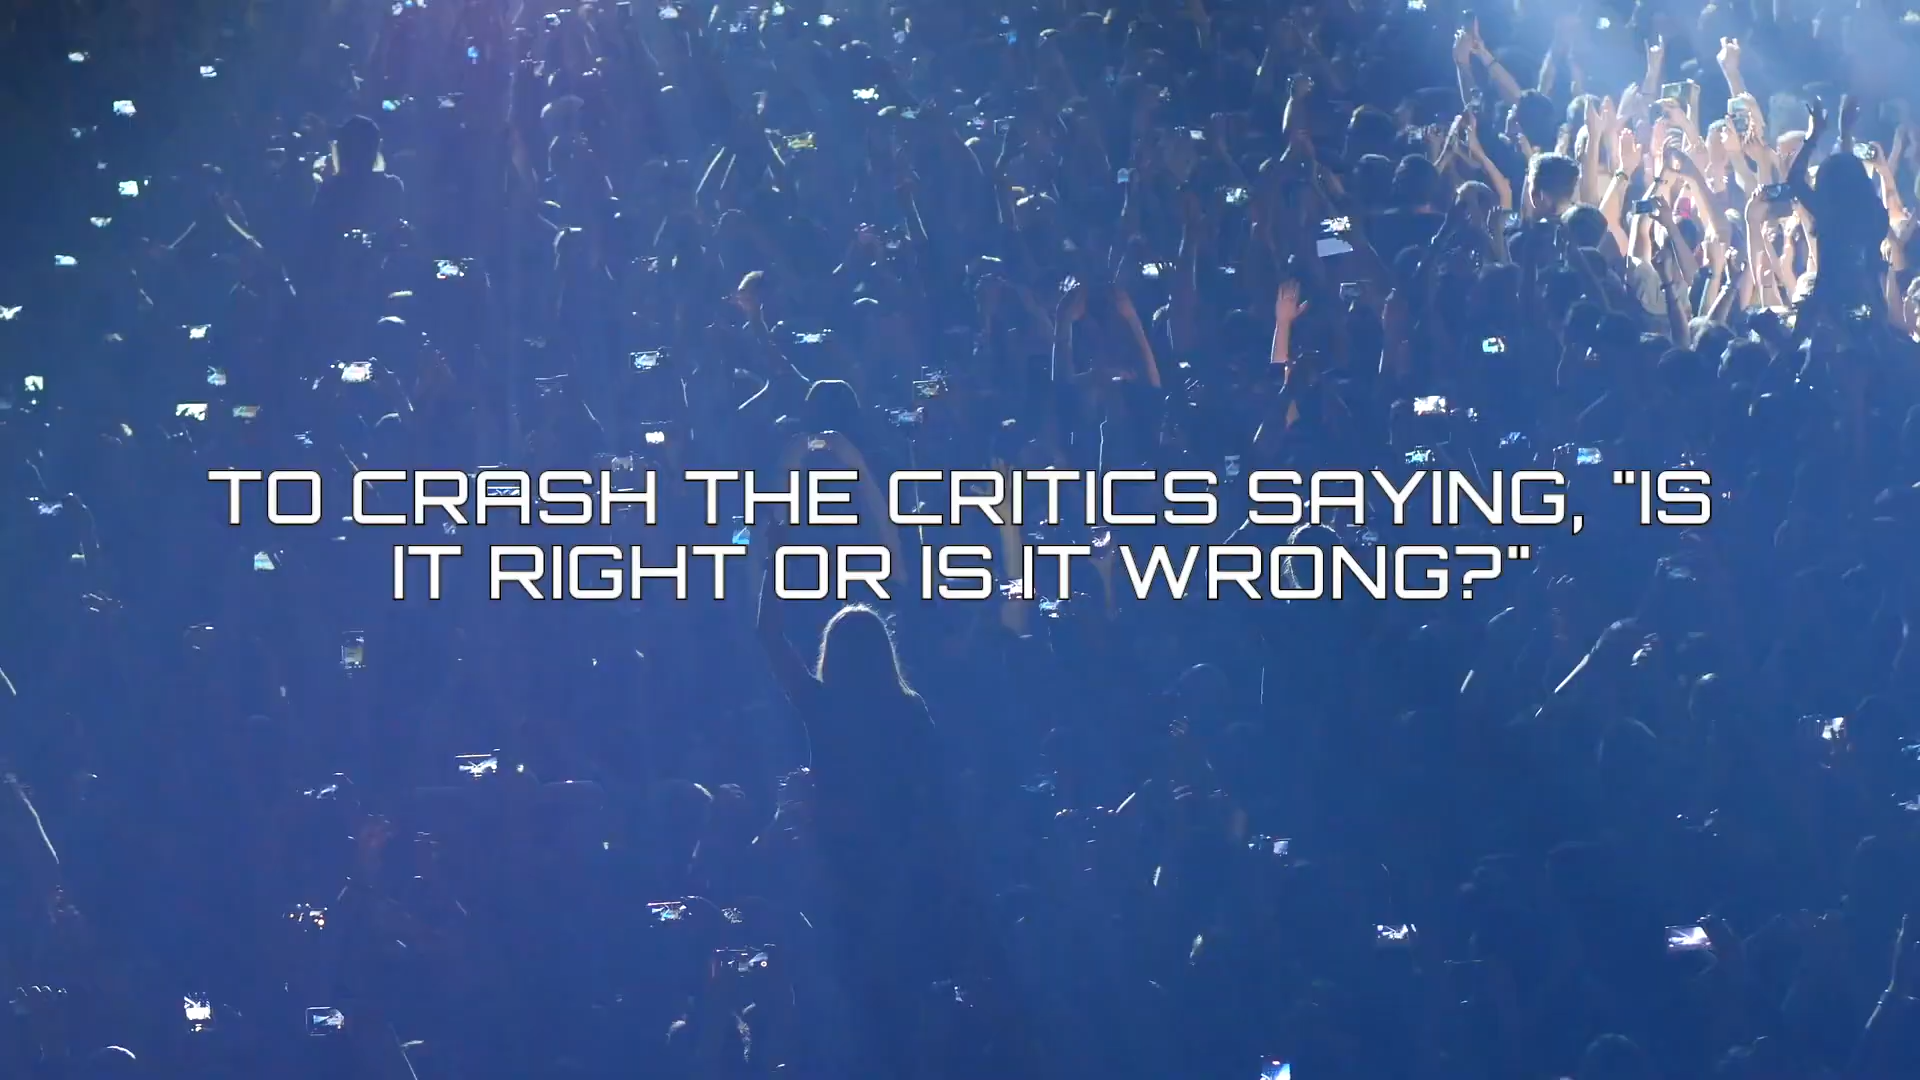 TO CRASH THE CRITICS SAYING, "IS
IT RIGHT OR IS IT WRONG?"